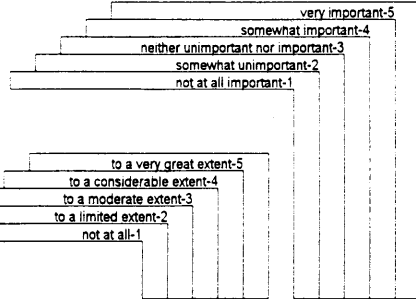 very important-5
somewhat important-4
neither unimportant nor important-3
somewhat unimportant-2
not at all important-1
to a very great extent-5
to a considerable extent-4
to a moderate extent-3
to a limited extent-2
not at all-1